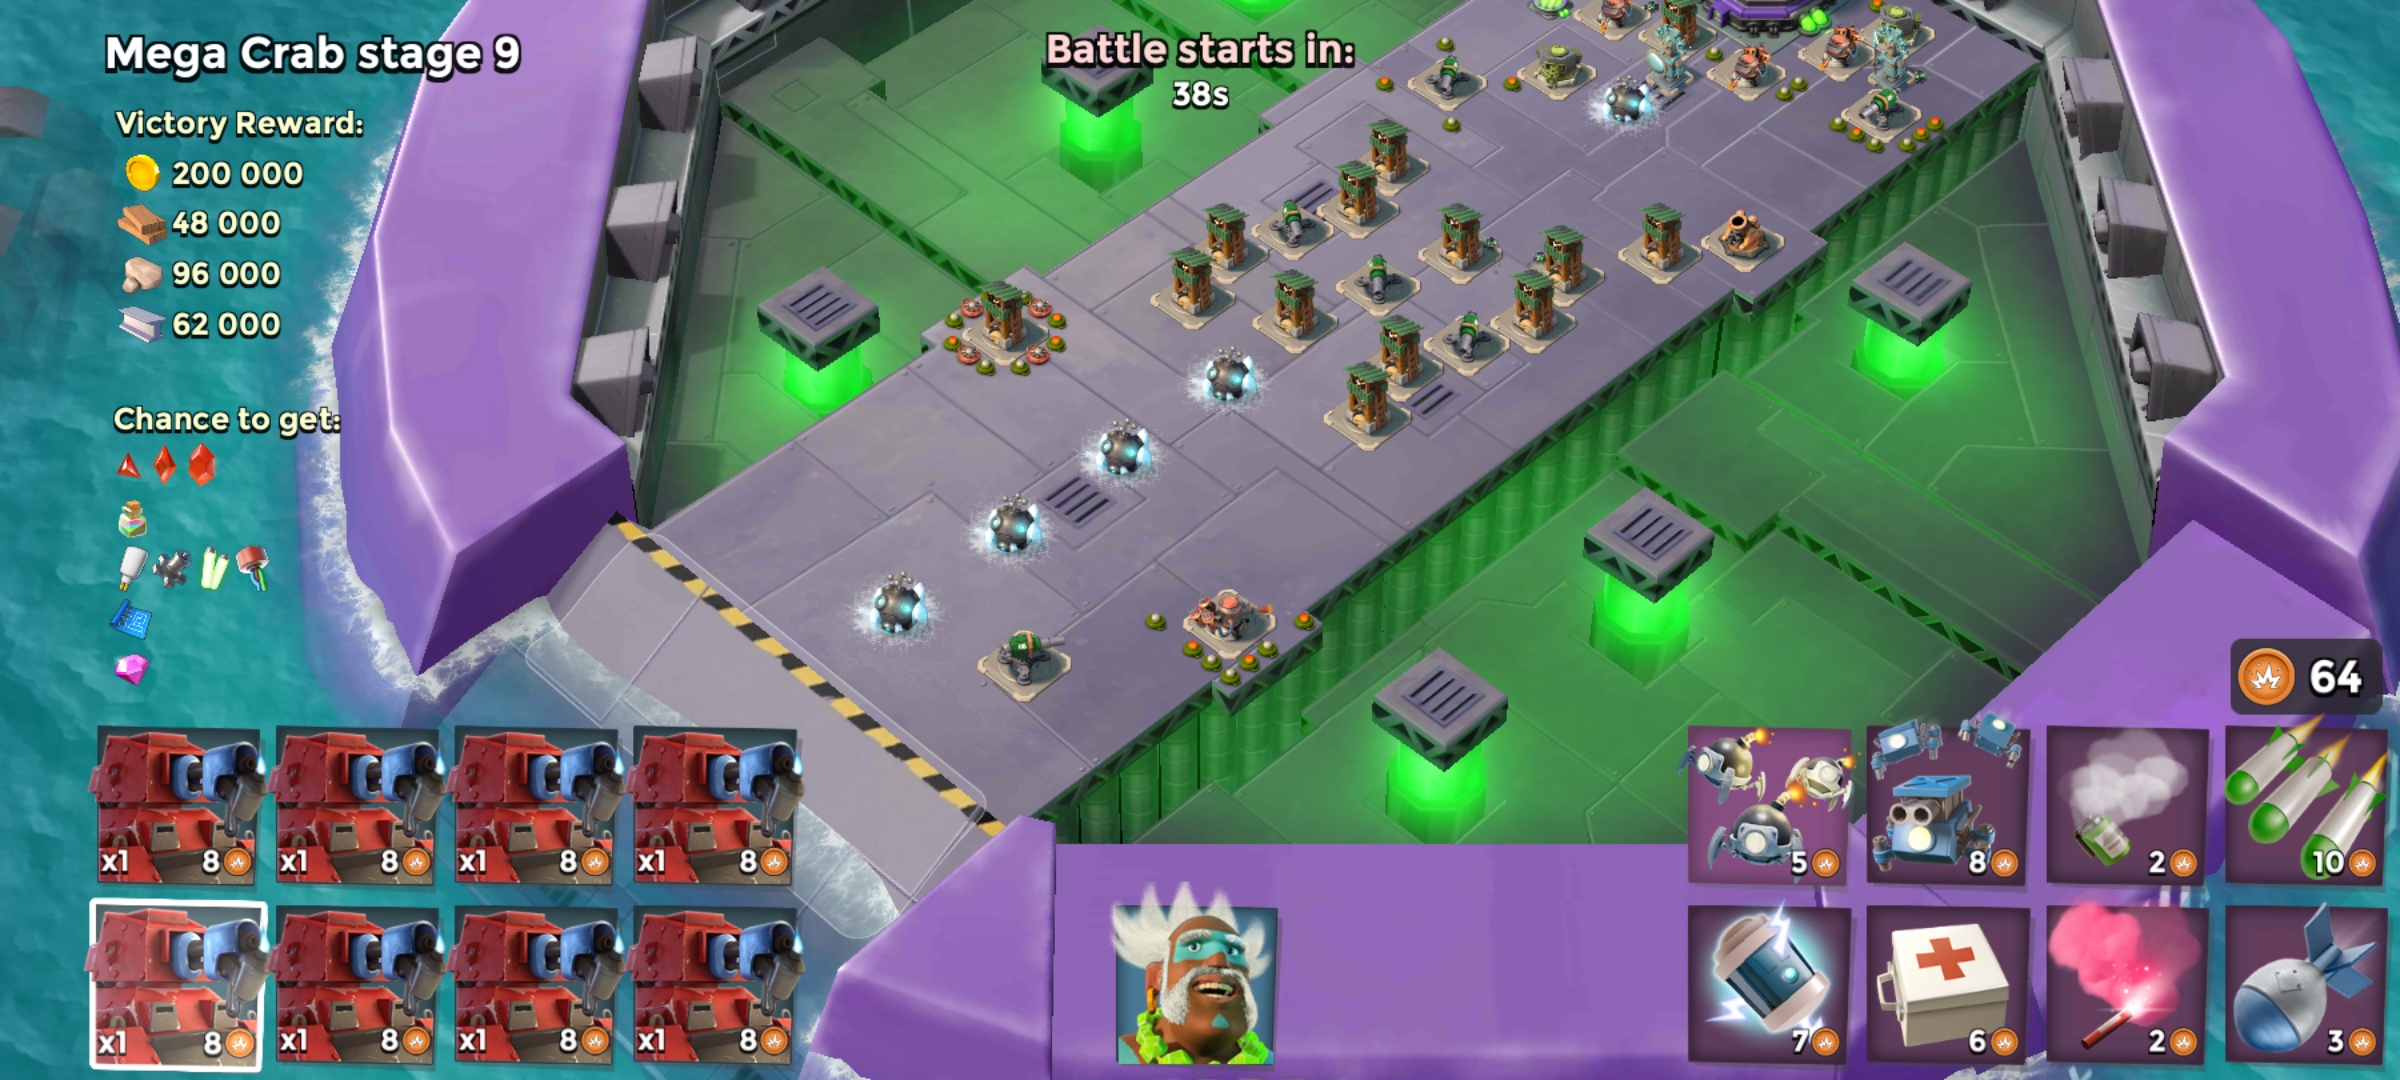 Mega Crab stage 9
Battle starts in:
38s
Victory Reward:
200 000
48 000
96 000
62 000
Chance to get:
64
x1 8
x1 8
x1 8
x1 8
5
8
2
10
x1 8
x1 8
x1 8
x1 8
7
6
2
3